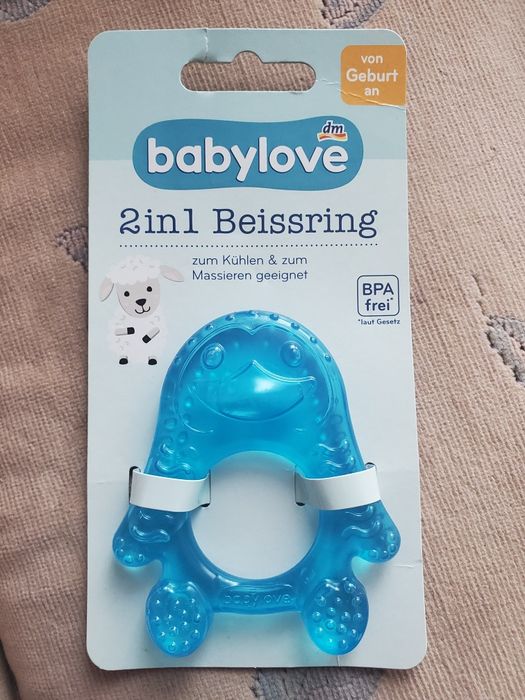 von
Geburt
an
dm
babylove
2in1 Beissring
zum Kühlen & zum
Massieren geeignet
BPA
frei*
*laut Gesetz
babylove